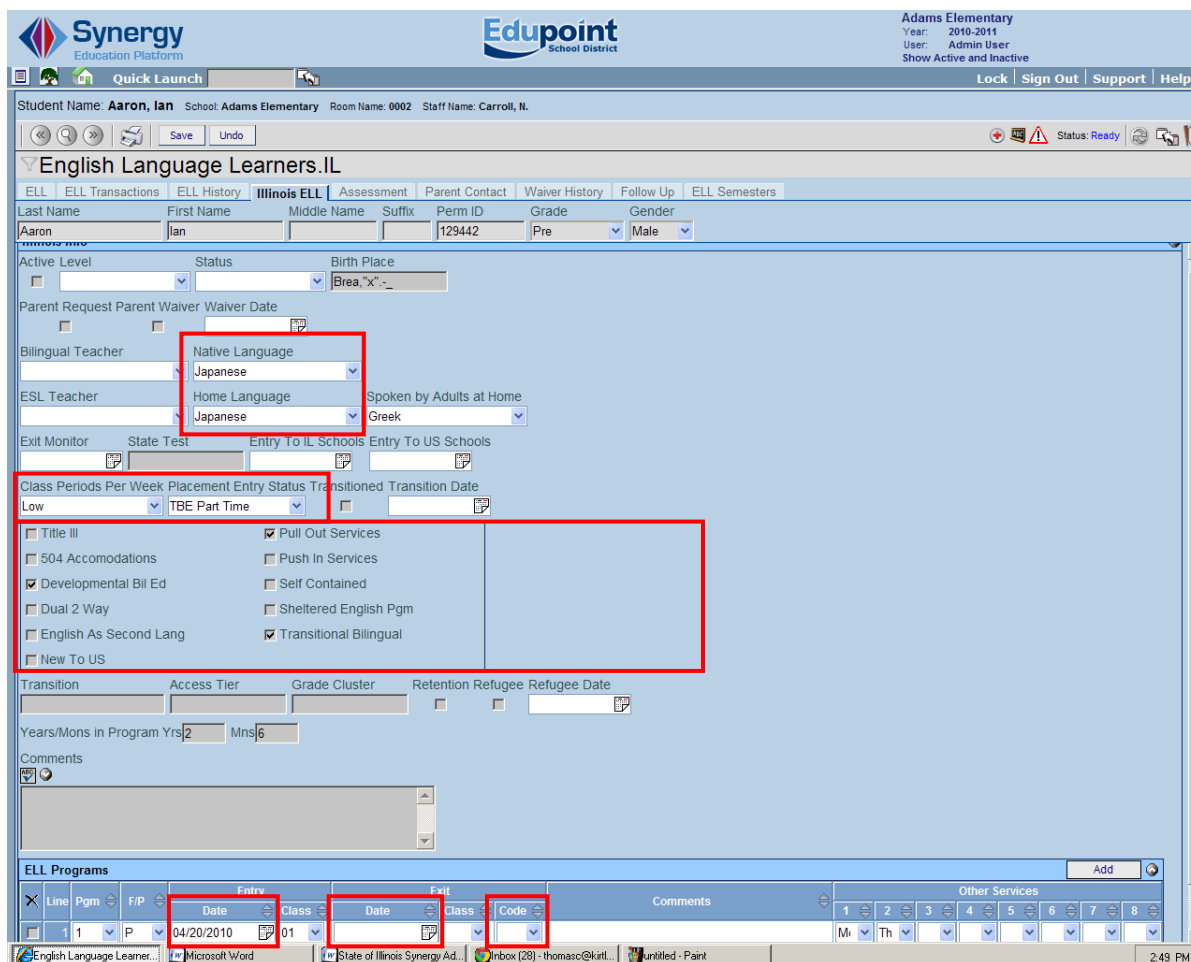 Synergy
Education Platform
Edupoint
School District
Adams Elementary
Year: 2010-2011
User: Admin User
Show Active and Inactive
Quick Launch
Lock Sign Out Support Help
Student Name: Aaron, Ian School: Adams Elementary Room Name: 0002 Staff Name: Carroll, N.
Save Undo
Status: Ready
English Language Learners.IL
ELL ELL Transactions ELL History Illinois ELL Assessment Parent Contact Waiver History Follow Up ELL Semesters
Last Name First Name Middle Name Suffix Perm ID Grade Gender
Aaron Ian 129442 Pre Male
Illinois Info
Active Level Status Birth Place
Brea,"x".-_
Parent Request Parent Waiver Waiver Date
Bilingual Teacher Native Language
Japanese
ESL Teacher Home Language Spoken by Adults at Home
Japanese Greek
Exit Monitor State Test Entry To IL Schools Entry To US Schools
Class Periods Per Week Placement Entry Status Transitioned Transition Date
Low TBE Part Time
Title III Pull Out Services
504 Accomodations Push In Services
Developmental Bil Ed Self Contained
Dual 2 Way Sheltered English Pgm
English As Second Lang Transitional Bilingual
New To US
Transition Access Tier Grade Cluster Retention Refugee Refugee Date
Years/Mons in Program Yrs 2 Mns 6
Comments
ELL Programs Add
Entry Exit Other Services
Line Pgm F/P Date Class Date Class Code Comments 1 2 3 4 5 6 7 8
1 1 P 04/20/2010 01 Th
English Language Learner... Microsoft Word State of Illinois Synergy Ad... Inbox (28) - thomasc@kirtl... untitled - Paint 2:49 PM